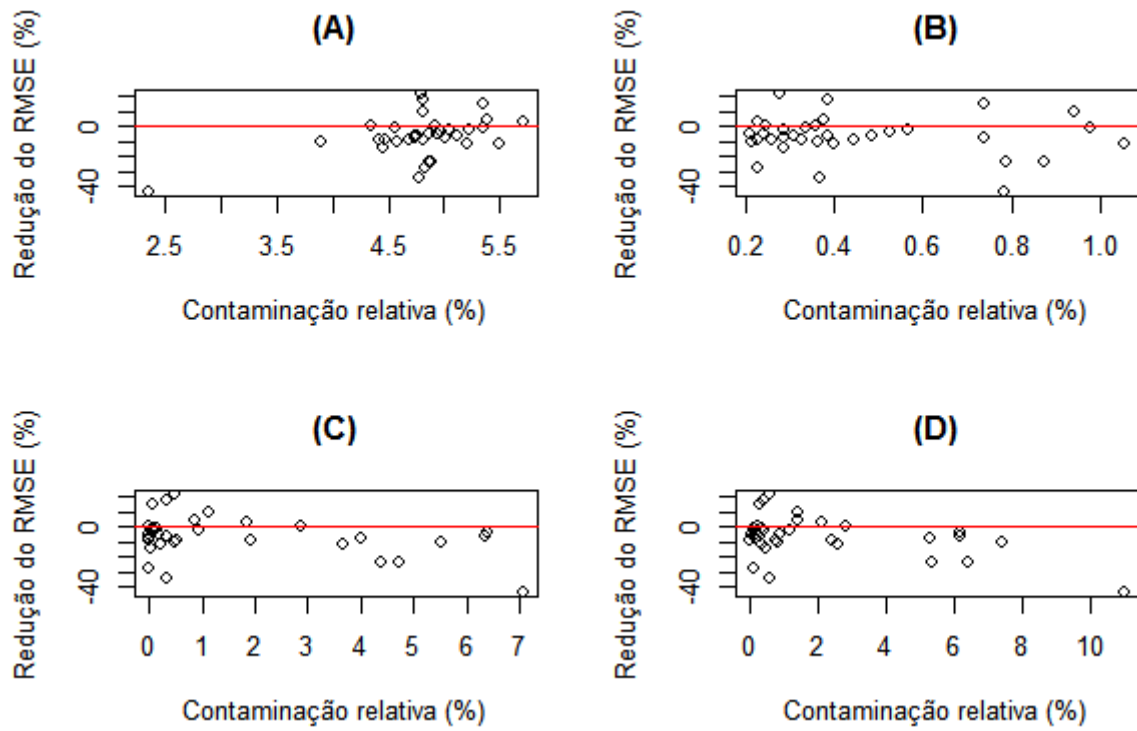 (A)
Redução do RMSE (%)
0
-40
2.5
3.5
4.5
5.5
Contaminação relativa (%)
(B)
Redução do RMSE (%)
0
-40
0.2
0.4
0.6
0.8
1.0
Contaminação relativa (%)
(C)
Redução do RMSE (%)
0
-40
0
1
2
3
4
5
6
7
Contaminação relativa (%)
(D)
Redução do RMSE (%)
0
-40
0
2
4
6
8
10
Contaminação relativa (%)